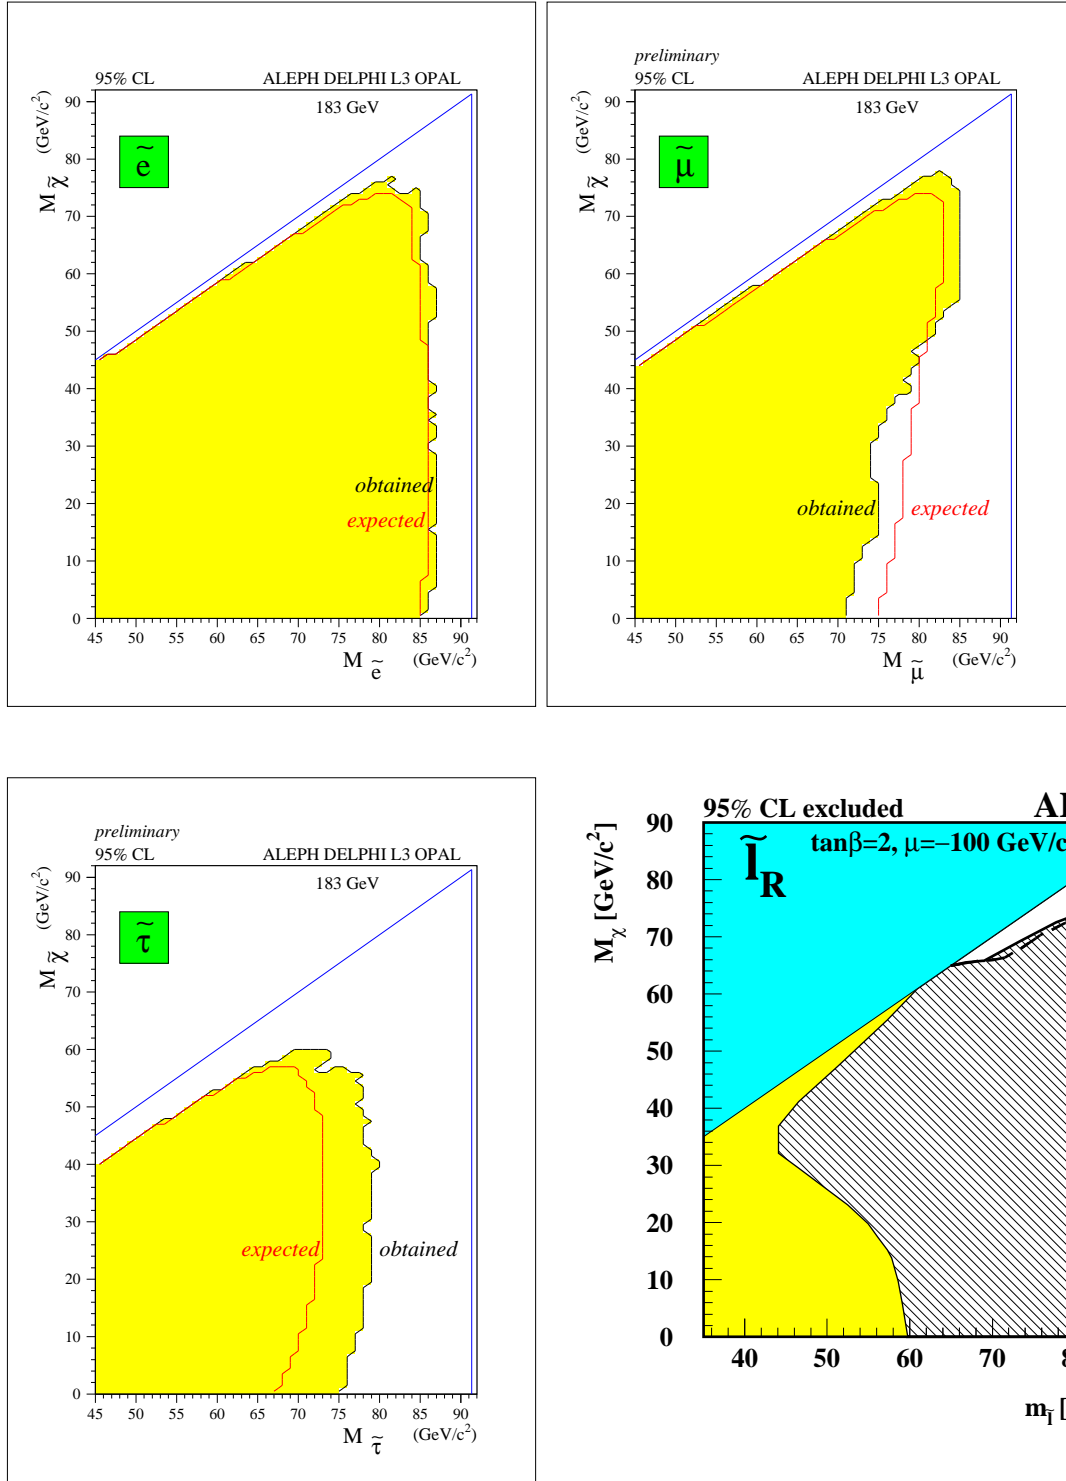 95% CL ALEPH DELPHI L3 OPAL
183 GeV
ẽ
M χ̃ (GeV/c²)
90
80
70
60
50
40
30
20
10
0
obtained
expected
45 50 55 60 65 70 75 80 85 90
M ẽ (GeV/c²)
preliminary
95% CL ALEPH DELPHI L3 OPAL
183 GeV
μ̃
M χ̃ (GeV/c²)
90
80
70
60
50
40
30
20
10
0
obtained expected
45 50 55 60 65 70 75 80 85 90
M μ̃ (GeV/c²)
preliminary
95% CL ALEPH DELPHI L3 OPAL
183 GeV
τ̃
M χ̃ (GeV/c²)
90
80
70
60
50
40
30
20
10
0
expected obtained
45 50 55 60 65 70 75 80 85 90
M τ̃ (GeV/c²)
95% CL excluded
tanβ=2, μ=−100 GeV/c
l̃R
Mχ [GeV/c²]
90
80
70
60
50
40
30
20
10
0
40 50 60 70
ml̃ [